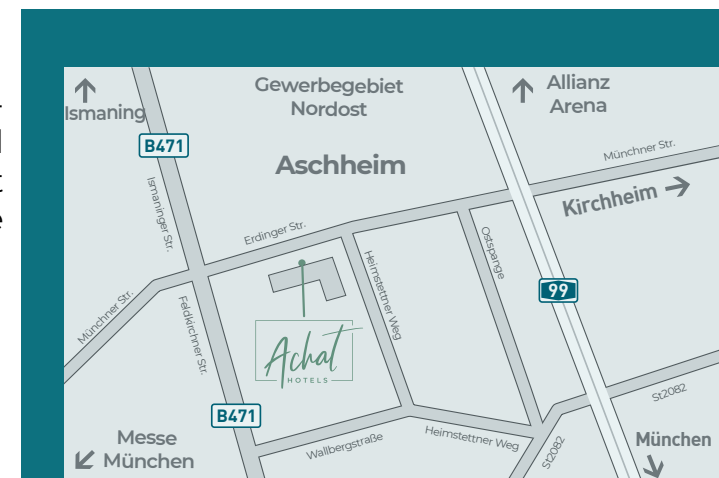 Ismaning
Gewerbegebiet
Nordost
Allianz
Arena
B471
Aschheim
Münchner Str.
Kirchheim
Ismaninger Str.
Erdinger Str.
Ostspange
Heimstettner Weg
99
Münchner Str.
Feldkirchner Str.
Achat
HOTELS
St2082
B471
Messe
München
Wallbergstraße
Heimstettner Weg
St2082
München